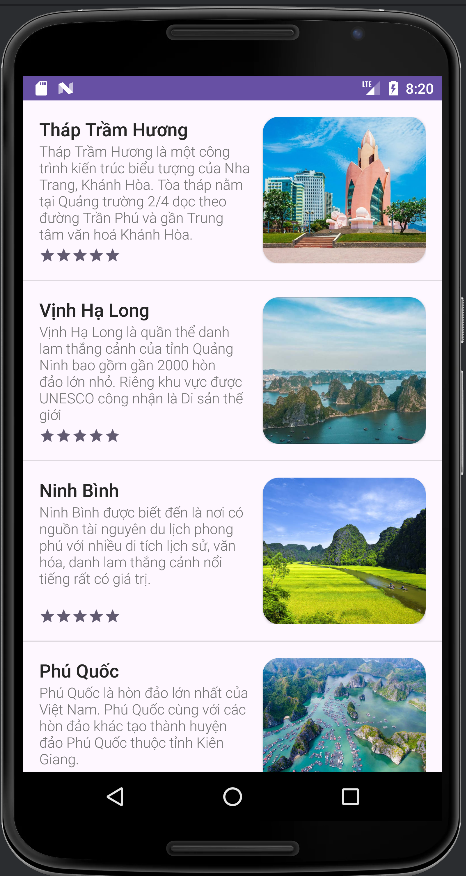 LTE 8:20
Tháp Trầm Hương
Tháp Trầm Hương là một công
trình kiến trúc biểu tượng của Nha
Trang, Khánh Hòa. Tòa tháp nằm
tại Quảng trường 2/4 dọc theo
đường Trần Phú và gần Trung
tâm văn hoá Khánh Hòa.
Vịnh Hạ Long
Vịnh Hạ Long là quần thể danh
lam thắng cảnh của tỉnh Quảng
Ninh bao gồm gần 2000 hòn
đảo lớn nhỏ. Riêng khu vực được
UNESCO công nhận là Di sản thế
giới
Ninh Bình
Ninh Bình được biết đến là nơi có
nguồn tài nguyên du lịch phong
phú với nhiều di tích lịch sử, văn
hóa, danh lam thắng cảnh nổi
tiếng rất có giá trị.
Phú Quốc
Phú Quốc là hòn đảo lớn nhất của
Việt Nam. Phú Quốc cùng với các
hòn đảo khác tạo thành huyện
đảo Phú Quốc thuộc tỉnh Kiên
Giang.